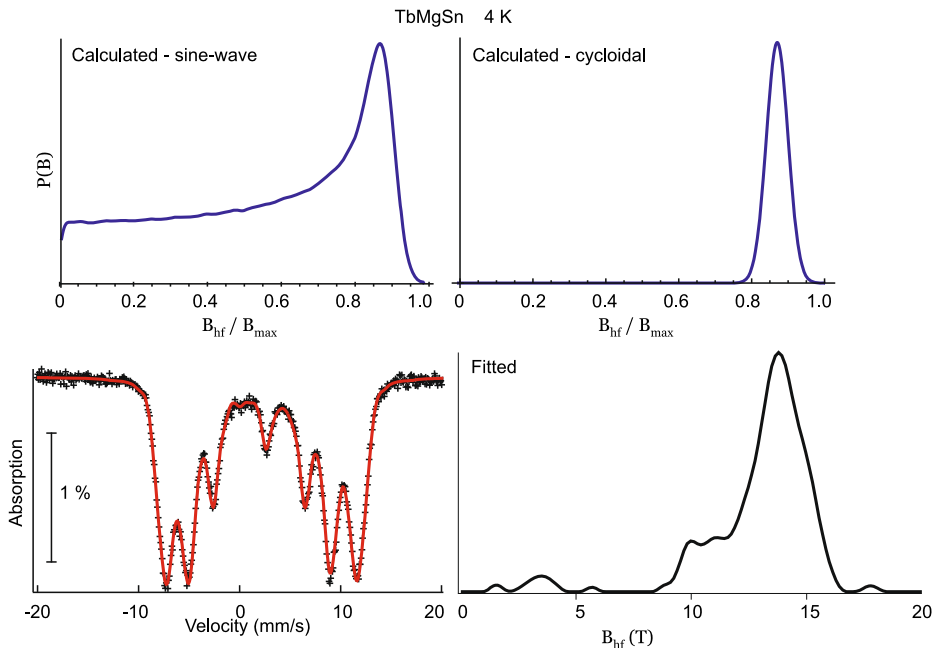 TbMgSn 4 K
Calculated - sine-wave
P(B)
0 0.2 0.4 0.6 0.8 1.0
B_hf / B_max
Calculated - cycloidal
0 0.2 0.4 0.6 0.8 1.0
B_hf / B_max
Absorption
1 %
-20 -10 0 10 20
Velocity (mm/s)
Fitted
0 5 10 15 20
B_hf (T)